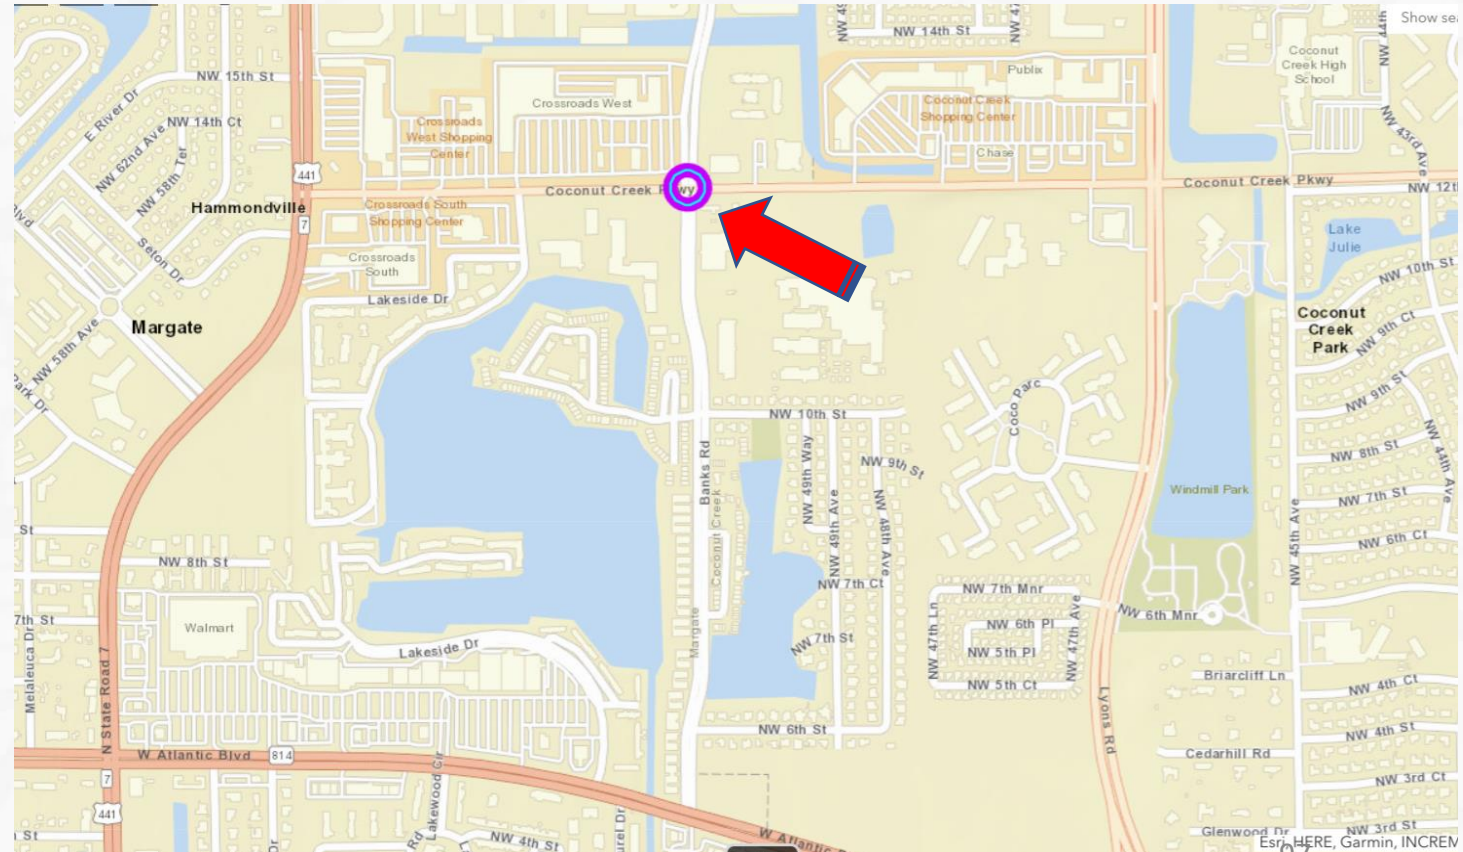 NW 14th St
Show se
NW 44th
Coconut
Creek High
School
Publix
NW 15th St
E River Dr
Crossroads West
Coconut Creek
Shopping Center
NW 62nd Ave
NW 14th Ct
Crossroads
West Shopping
Center
NW 43rd Ave
NW 58th Ter
Chase
441
Coconut Creek Pkwy
Coconut Creek Pkwy
NW 12t
Hammondville
Crossroads South
Shopping Center
7
Lake
Julie
Seton Dr
Crossroads
South
NW 10th St
Lakeside Dr
Margate
Coconut
Creek
Park
NW 9th Ct
NW 58th Ave
Park Dr
NW 9th St
Coco Parc
NW 10th St
Banks Rd
NW 49th Way
NW 9th St
NW 8th St
NW 44th Ave
Windmill Park
NW 7th St
Coconut Creek
NW 49th Ave
NW 48th Ave
NW 45th Ave
St
NW 6th Ct
NW 8th St
NW 7th Ct
NW 7th Mnr
NW 6th Mnr
7th St
Walmart
Margate
NW 7th St
NW 47th Ln
NW 6th Pl
NW 47th Ave
Lakeside Dr
NW 5th Pl
Melaleuca Dr
N State Road 7
NW 5th Ct
Briarcliff Ln
NW 4th Ct
Lyons Rd
NW 6th St
NW 4th St
W Atlantic Blvd
814
Cedarhill Rd
7
Lakewood Cir
NW 3rd Ct
441
St
NW 4th St
W Atlantic
Glenwood Dr
NW 3rd St
Esri, HERE, Garmin, INCREM